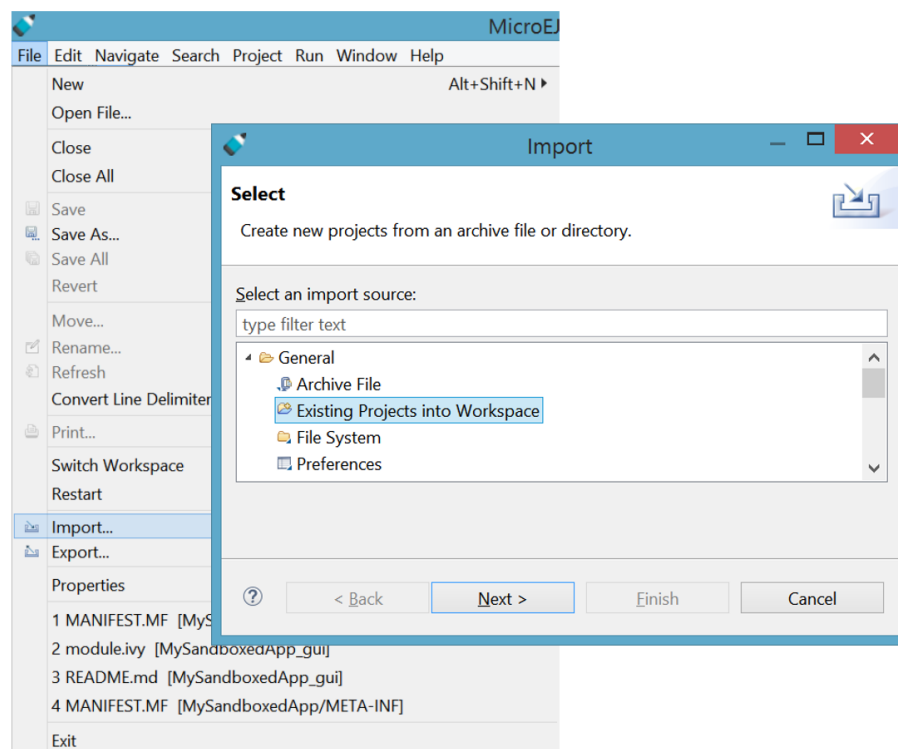 MicroEJ
File Edit Navigate Search Project Run Window Help
New Alt+Shift+N
Open File...
Close
Close All
Save
Save As...
Save All
Revert
Move...
Rename...
Refresh
Convert Line Delimiter
Print...
Switch Workspace
Restart
Import...
Export...
Properties
1 MANIFEST.MF [MyS
2 module.ivy [MySandboxedApp_gui]
3 README.md [MySandboxedApp_gui]
4 MANIFEST.MF [MySandboxedApp/META-INF]
Exit
Import
Select
Create new projects from an archive file or directory.
Select an import source:
type filter text
General
Archive File
Existing Projects into Workspace
File System
Preferences
? < Back Next > Finish Cancel